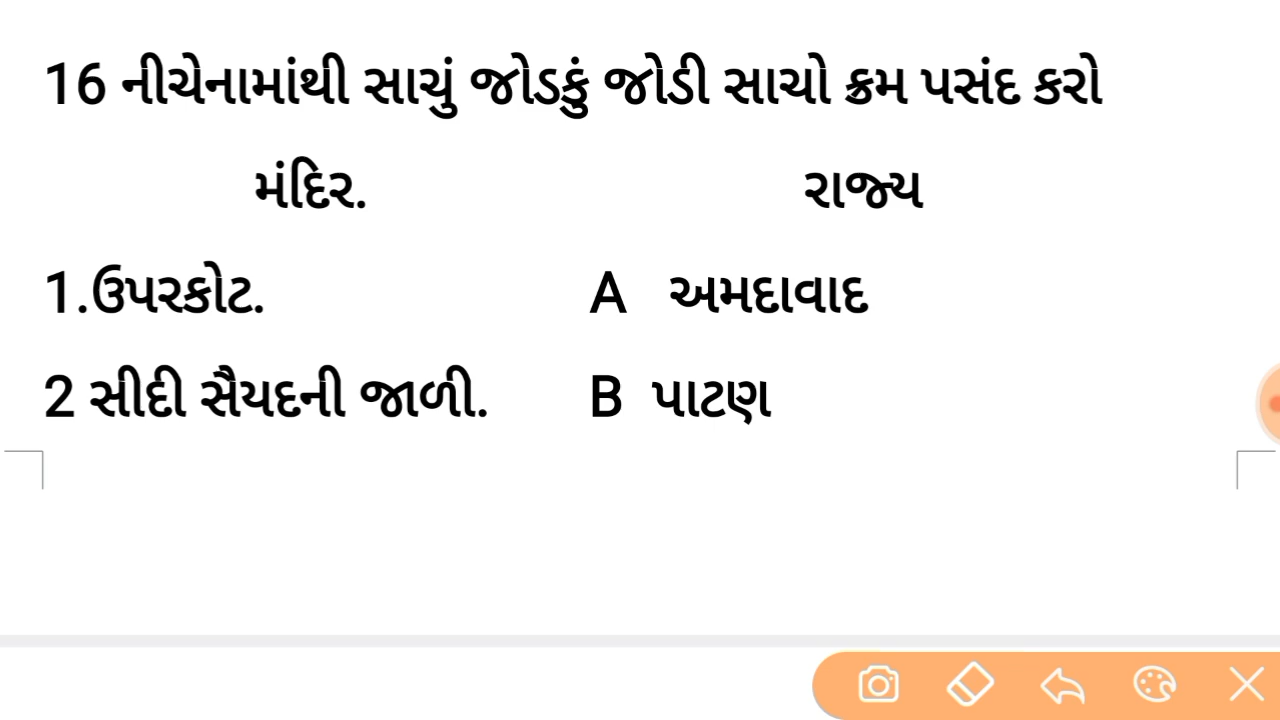 16 નીચેનામાંથી સાચું જોડકું જોડી સાચો ક્રમ પસંદ કરો
મંદિર. રાજ્ય
1.ઉપરકોટ. A અમદાવાદ
2 સીદી સૈયદની જાળી. B પાટણ